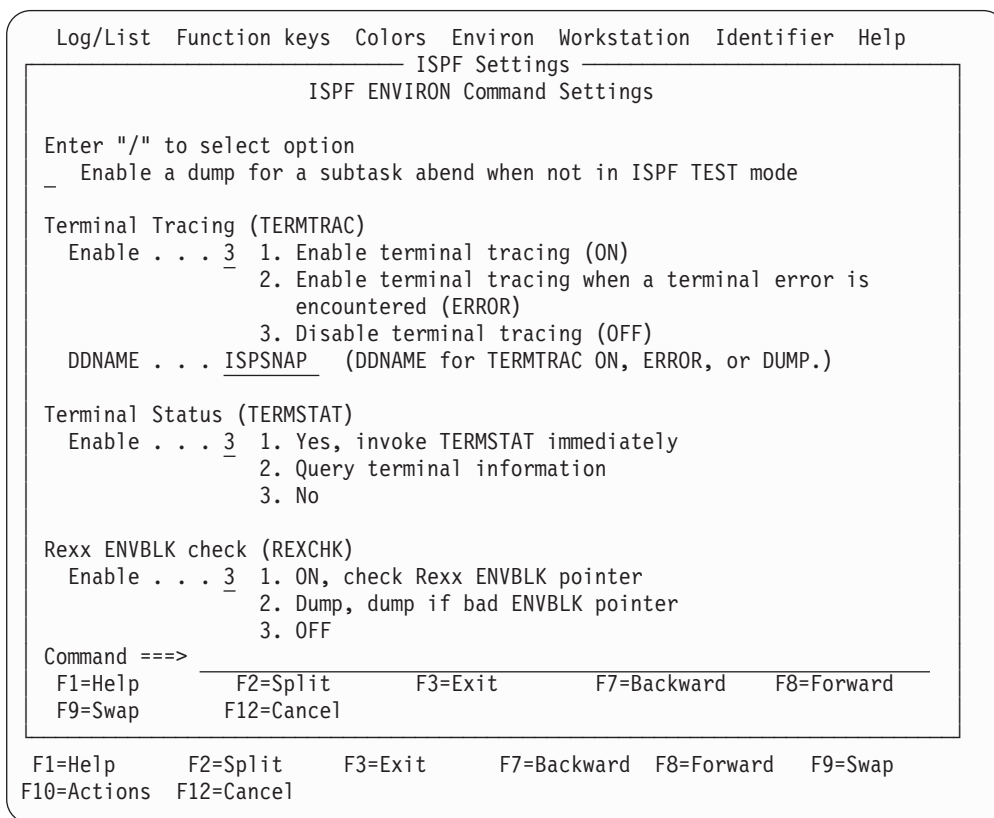 Log/List  Function keys  Colors  Environ  Workstation  Identifier  Help
ISPF Settings
ISPF ENVIRON Command Settings
Enter "/" to select option
_  Enable a dump for a subtask abend when not in ISPF TEST mode
Terminal Tracing (TERMTRAC)
Enable . . . 3  1. Enable terminal tracing (ON)
2. Enable terminal tracing when a terminal error is
encountered (ERROR)
3. Disable terminal tracing (OFF)
DDNAME . . . ISPSNAP  (DDNAME for TERMTRAC ON, ERROR, or DUMP.)
Terminal Status (TERMSTAT)
Enable . . . 3  1. Yes, invoke TERMSTAT immediately
2. Query terminal information
3. No
Rexx ENVBLK check (REXCHK)
Enable . . . 3  1. ON, check Rexx ENVBLK pointer
2. Dump, dump if bad ENVBLK pointer
3. OFF
Command ===>
F1=Help  F2=Split  F3=Exit  F7=Backward  F8=Forward
F9=Swap  F12=Cancel
F1=Help  F2=Split  F3=Exit  F7=Backward  F8=Forward  F9=Swap
F10=Actions  F12=Cancel